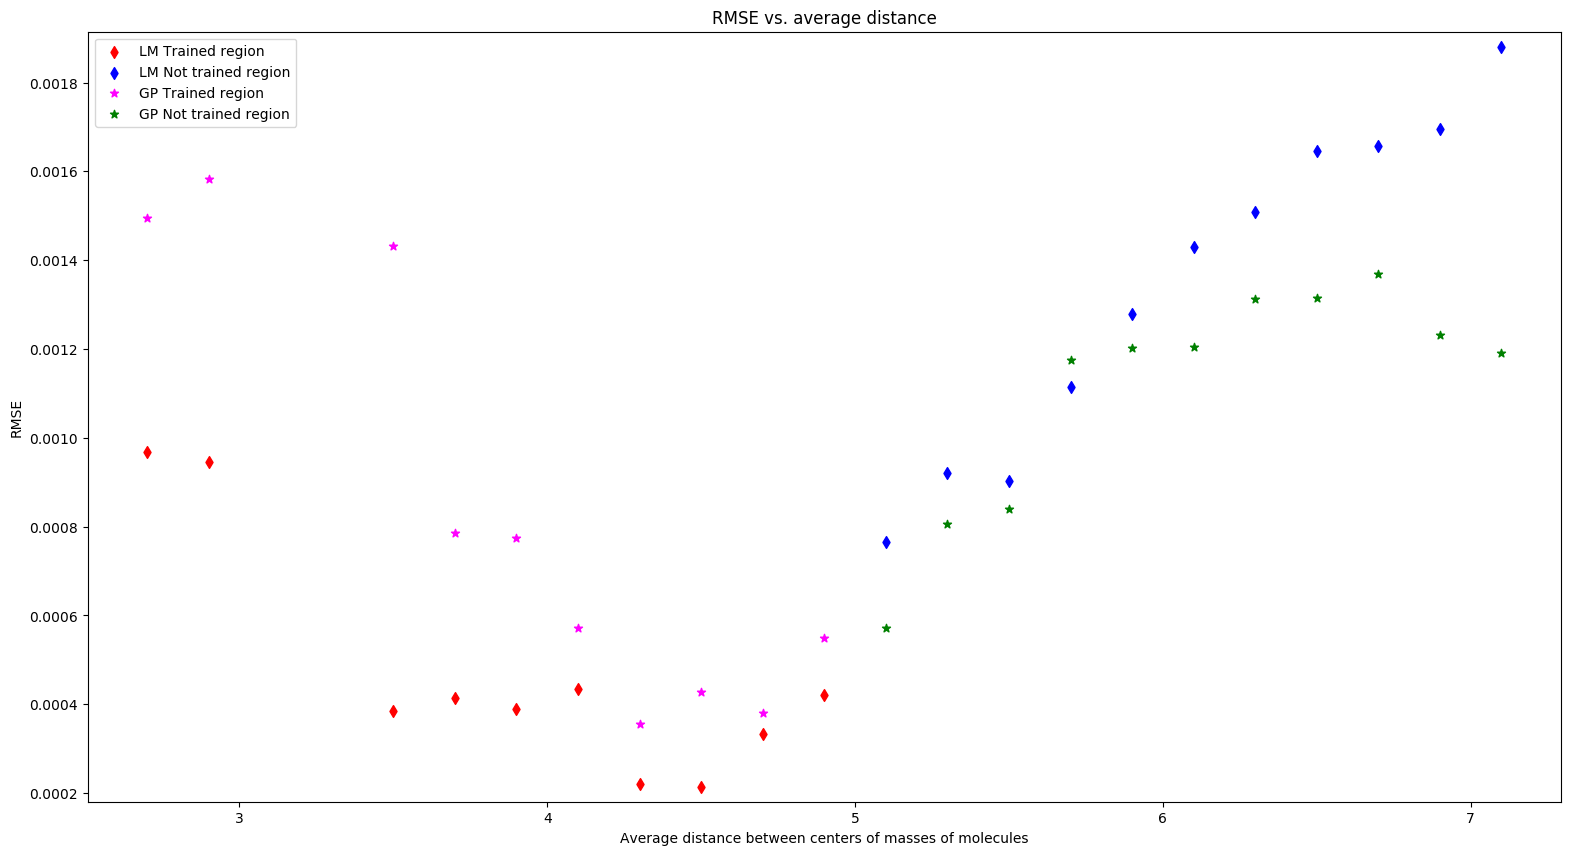 RMSE vs. average distance
LM Trained region
LM Not trained region
GP Trained region
GP Not trained region
0.0018
0.0016
0.0014
0.0012
0.0010
0.0008
0.0006
0.0004
0.0002
RMSE
3 4 5 6 7
Average distance between centers of masses of molecules